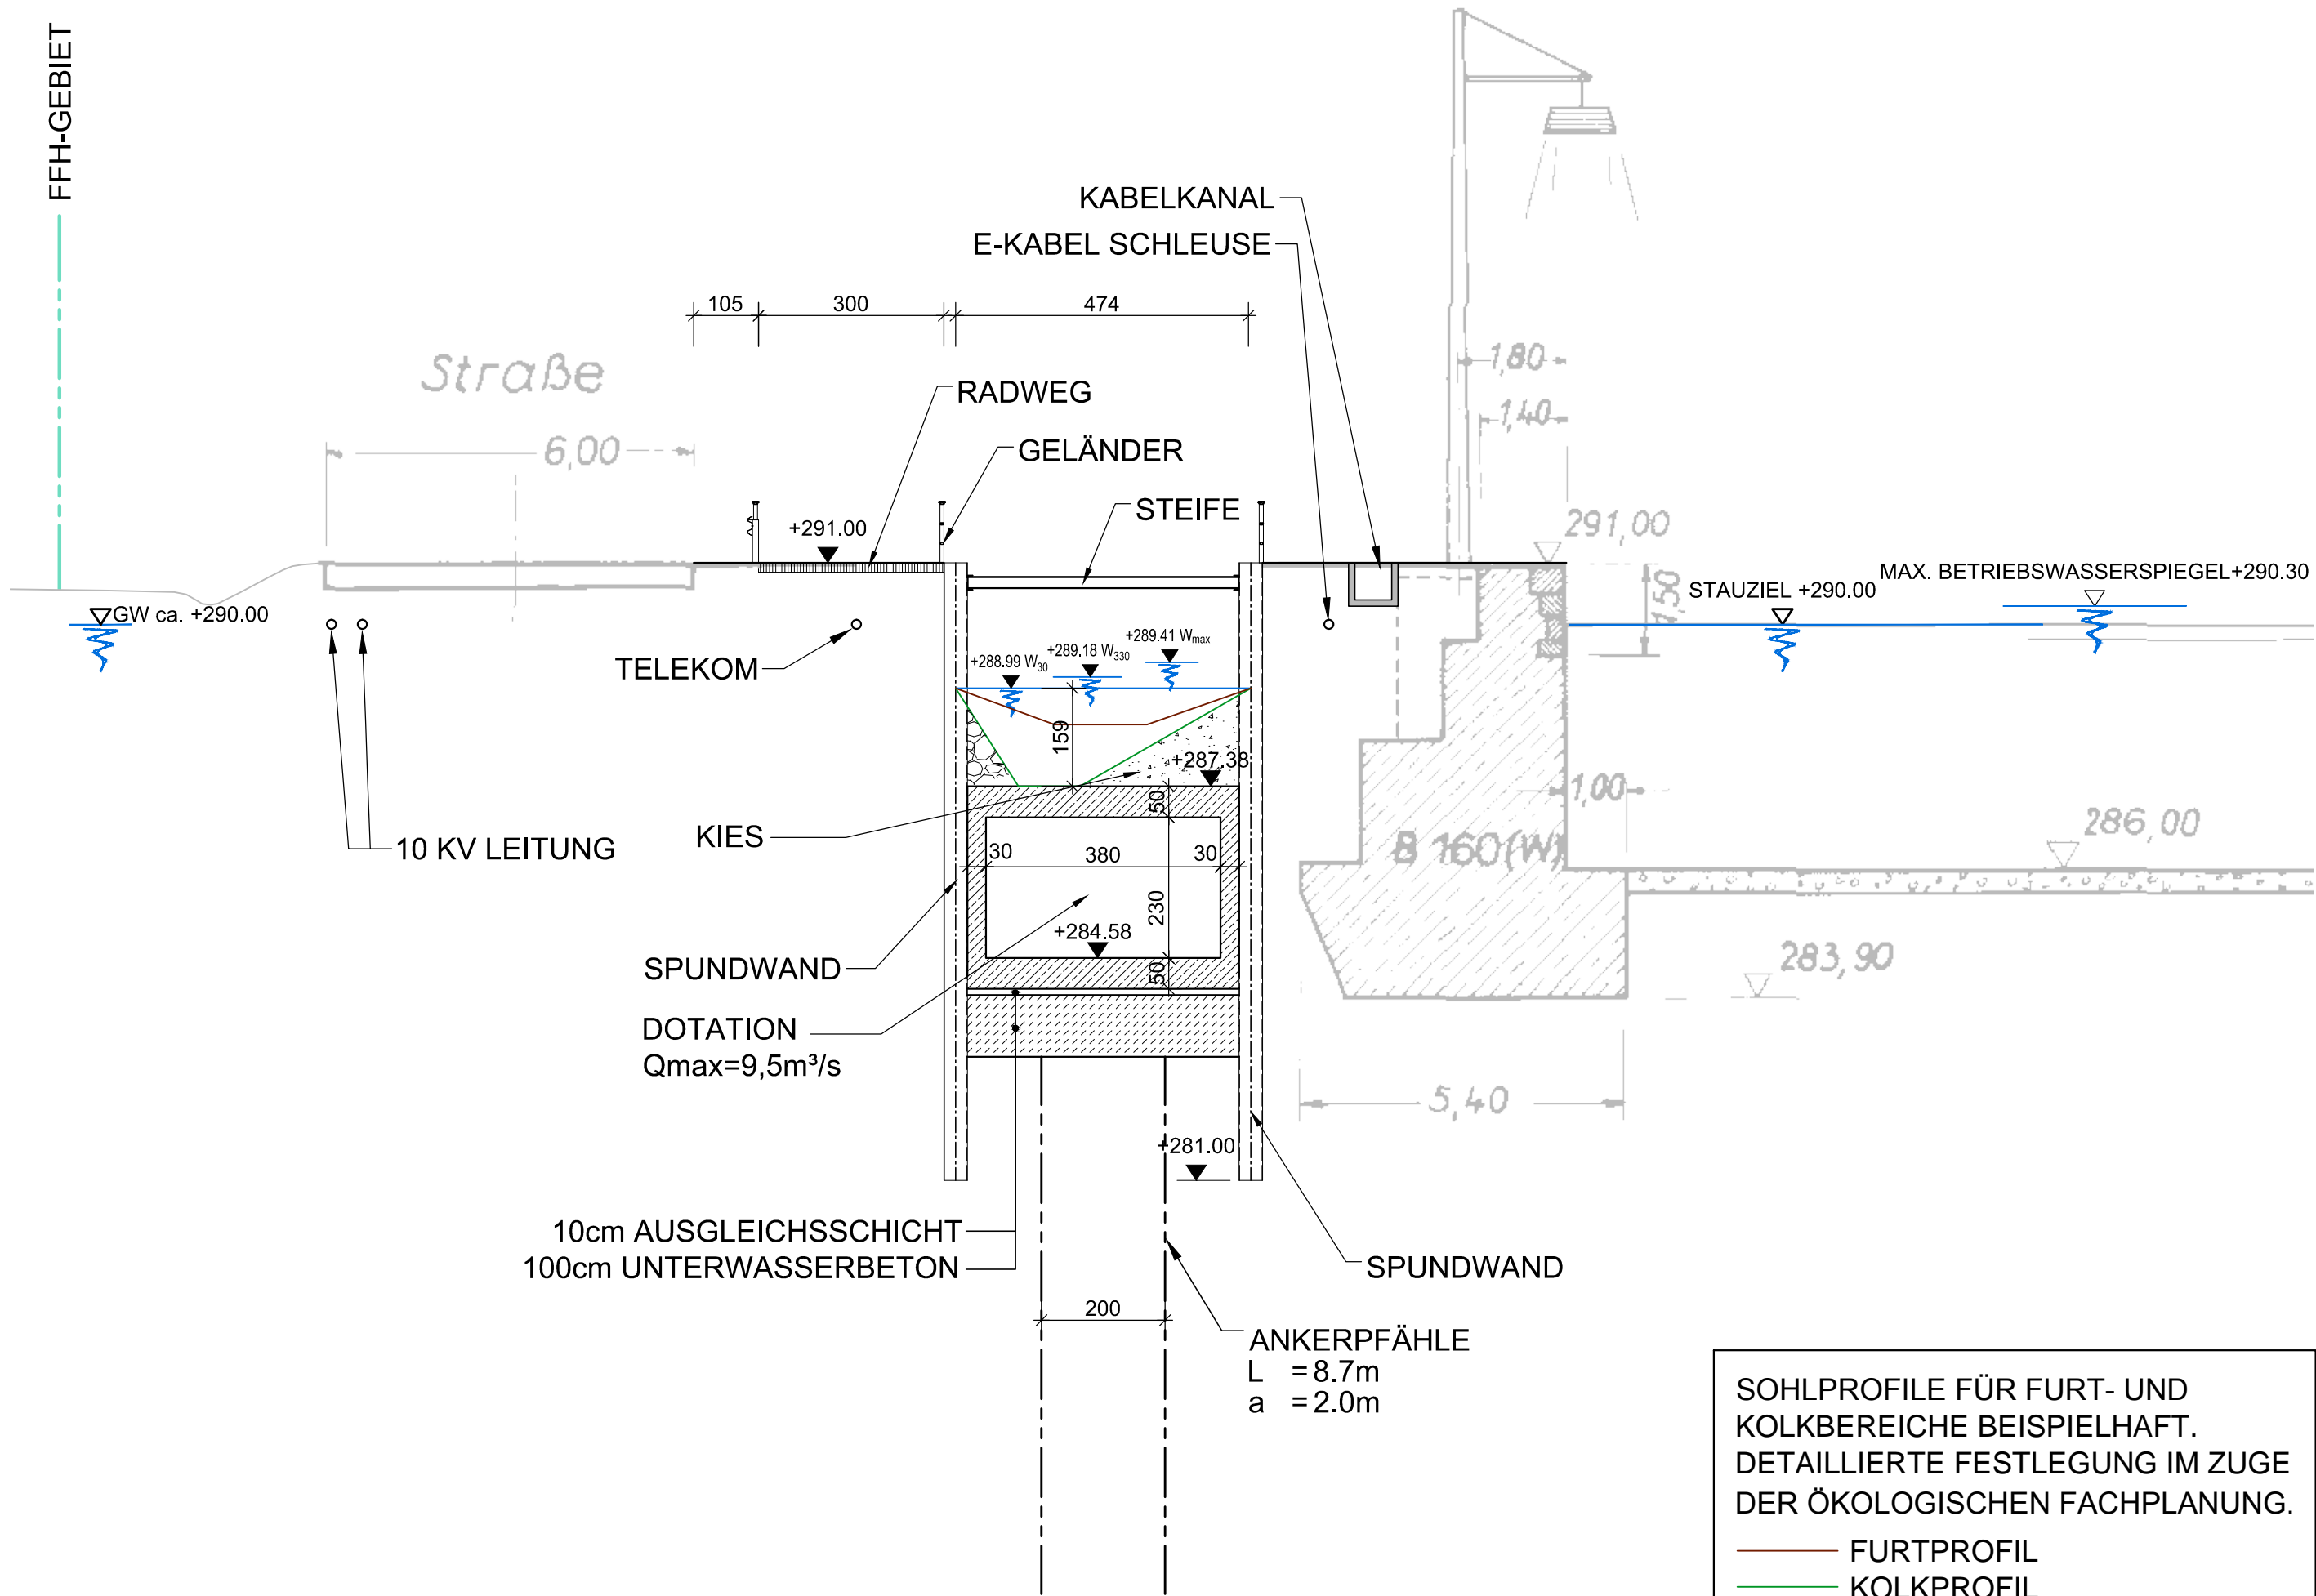 FFH-GEBIET
KABELKANAL
E-KABEL SCHLEUSE
105
300
474
Straße
6,00
RADWEG
GELÄNDER
STEIFE
1,80
1,40
+291.00
291,00
1,50
MAX. BETRIEBSWASSERSPIEGEL+290.30
STAUZIEL +290.00
GW ca. +290.00
TELEKOM
+288.99 W30
+289.18 W330
+289.41 Wmax
159
+287.38
50
1,00
286,00
10 KV LEITUNG
KIES
30
380
30
B 160(W)
230
+284.58
50
SPUNDWAND
283,90
DOTATION
Qmax=9,5m³/s
5,40
+281.00
10cm AUSGLEICHSSCHICHT
100cm UNTERWASSERBETON
SPUNDWAND
200
ANKERPFÄHLE
L = 8.7m
a = 2.0m
SOHLPROFILE FÜR FURT- UND
KOLKBEREICHE BEISPIELHAFT.
DETAILLIERTE FESTLEGUNG IM ZUGE
DER ÖKOLOGISCHEN FACHPLANUNG.
FURTPROFIL
KOLKPROFIL